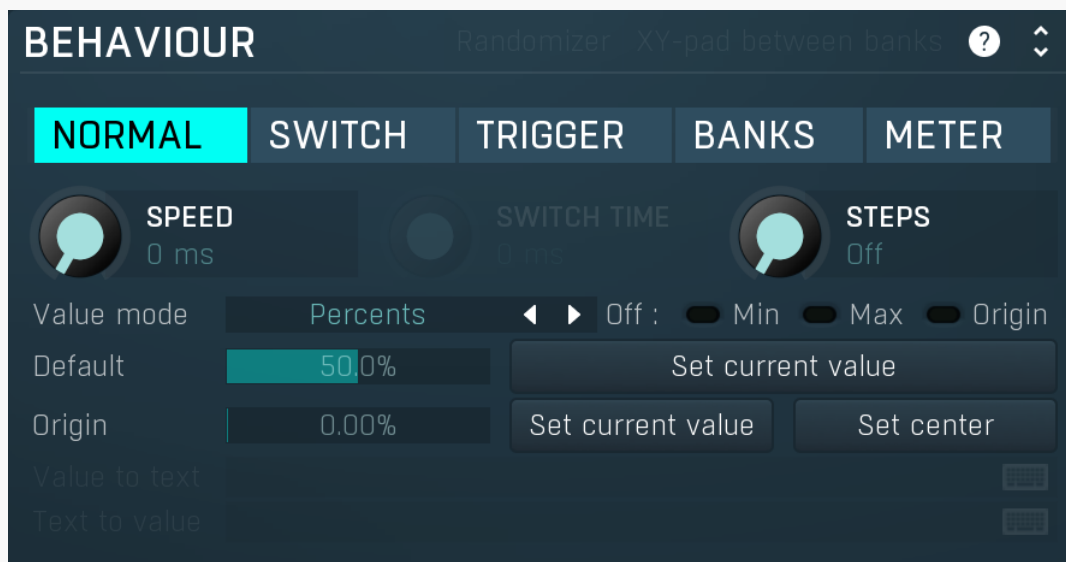 BEHAVIOUR Randomizer XY-pad between banks ?
NORMAL SWITCH TRIGGER BANKS METER
SPEED SWITCH TIME STEPS
0 ms 0 ms Off
Value mode Percents Off : Min Max Origin
Default 50.0% Set current value
Origin 0.00% Set current value Set center
Value to text
Text to value